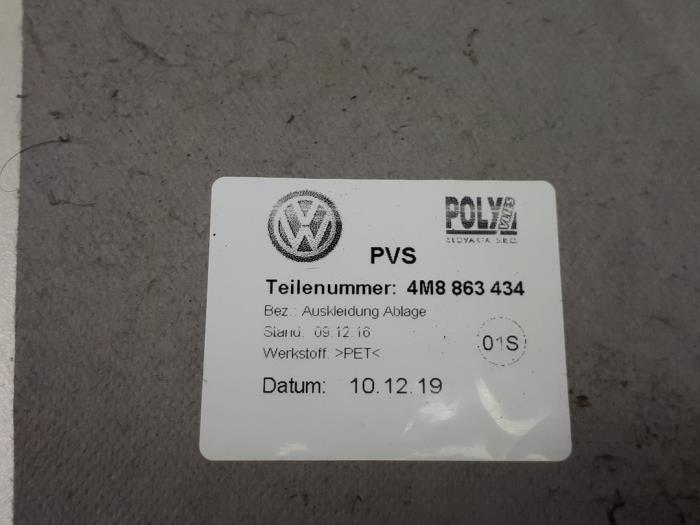 POLY
SLOVAKIA S.R.O.
PVS
Teilenummer: 4M8 863 434
Bez.: Auskleidung Ablage
Stand: 09.12.16
01S
Werkstoff: >PET<
Datum: 10.12.19